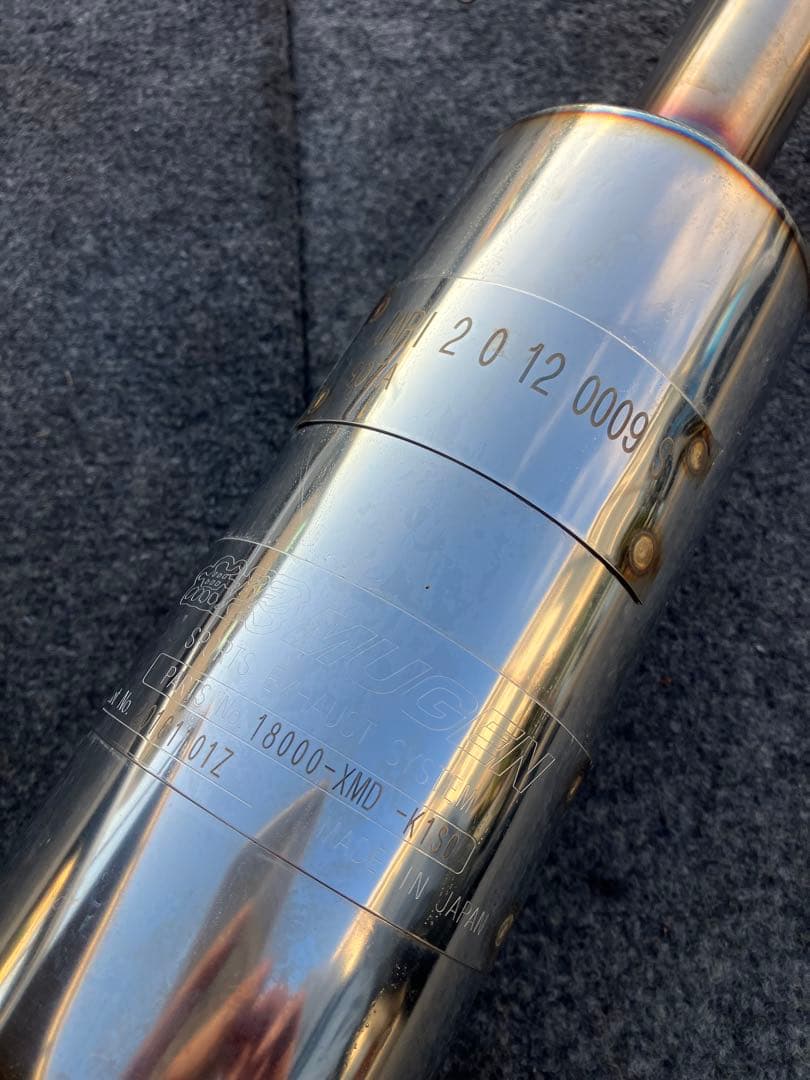 2 0 12 0009
MUGEN
SPORTS EXHAUST SYSTEM
PARTS No. 18000-XMD -K1S0
MADE IN JAPAN